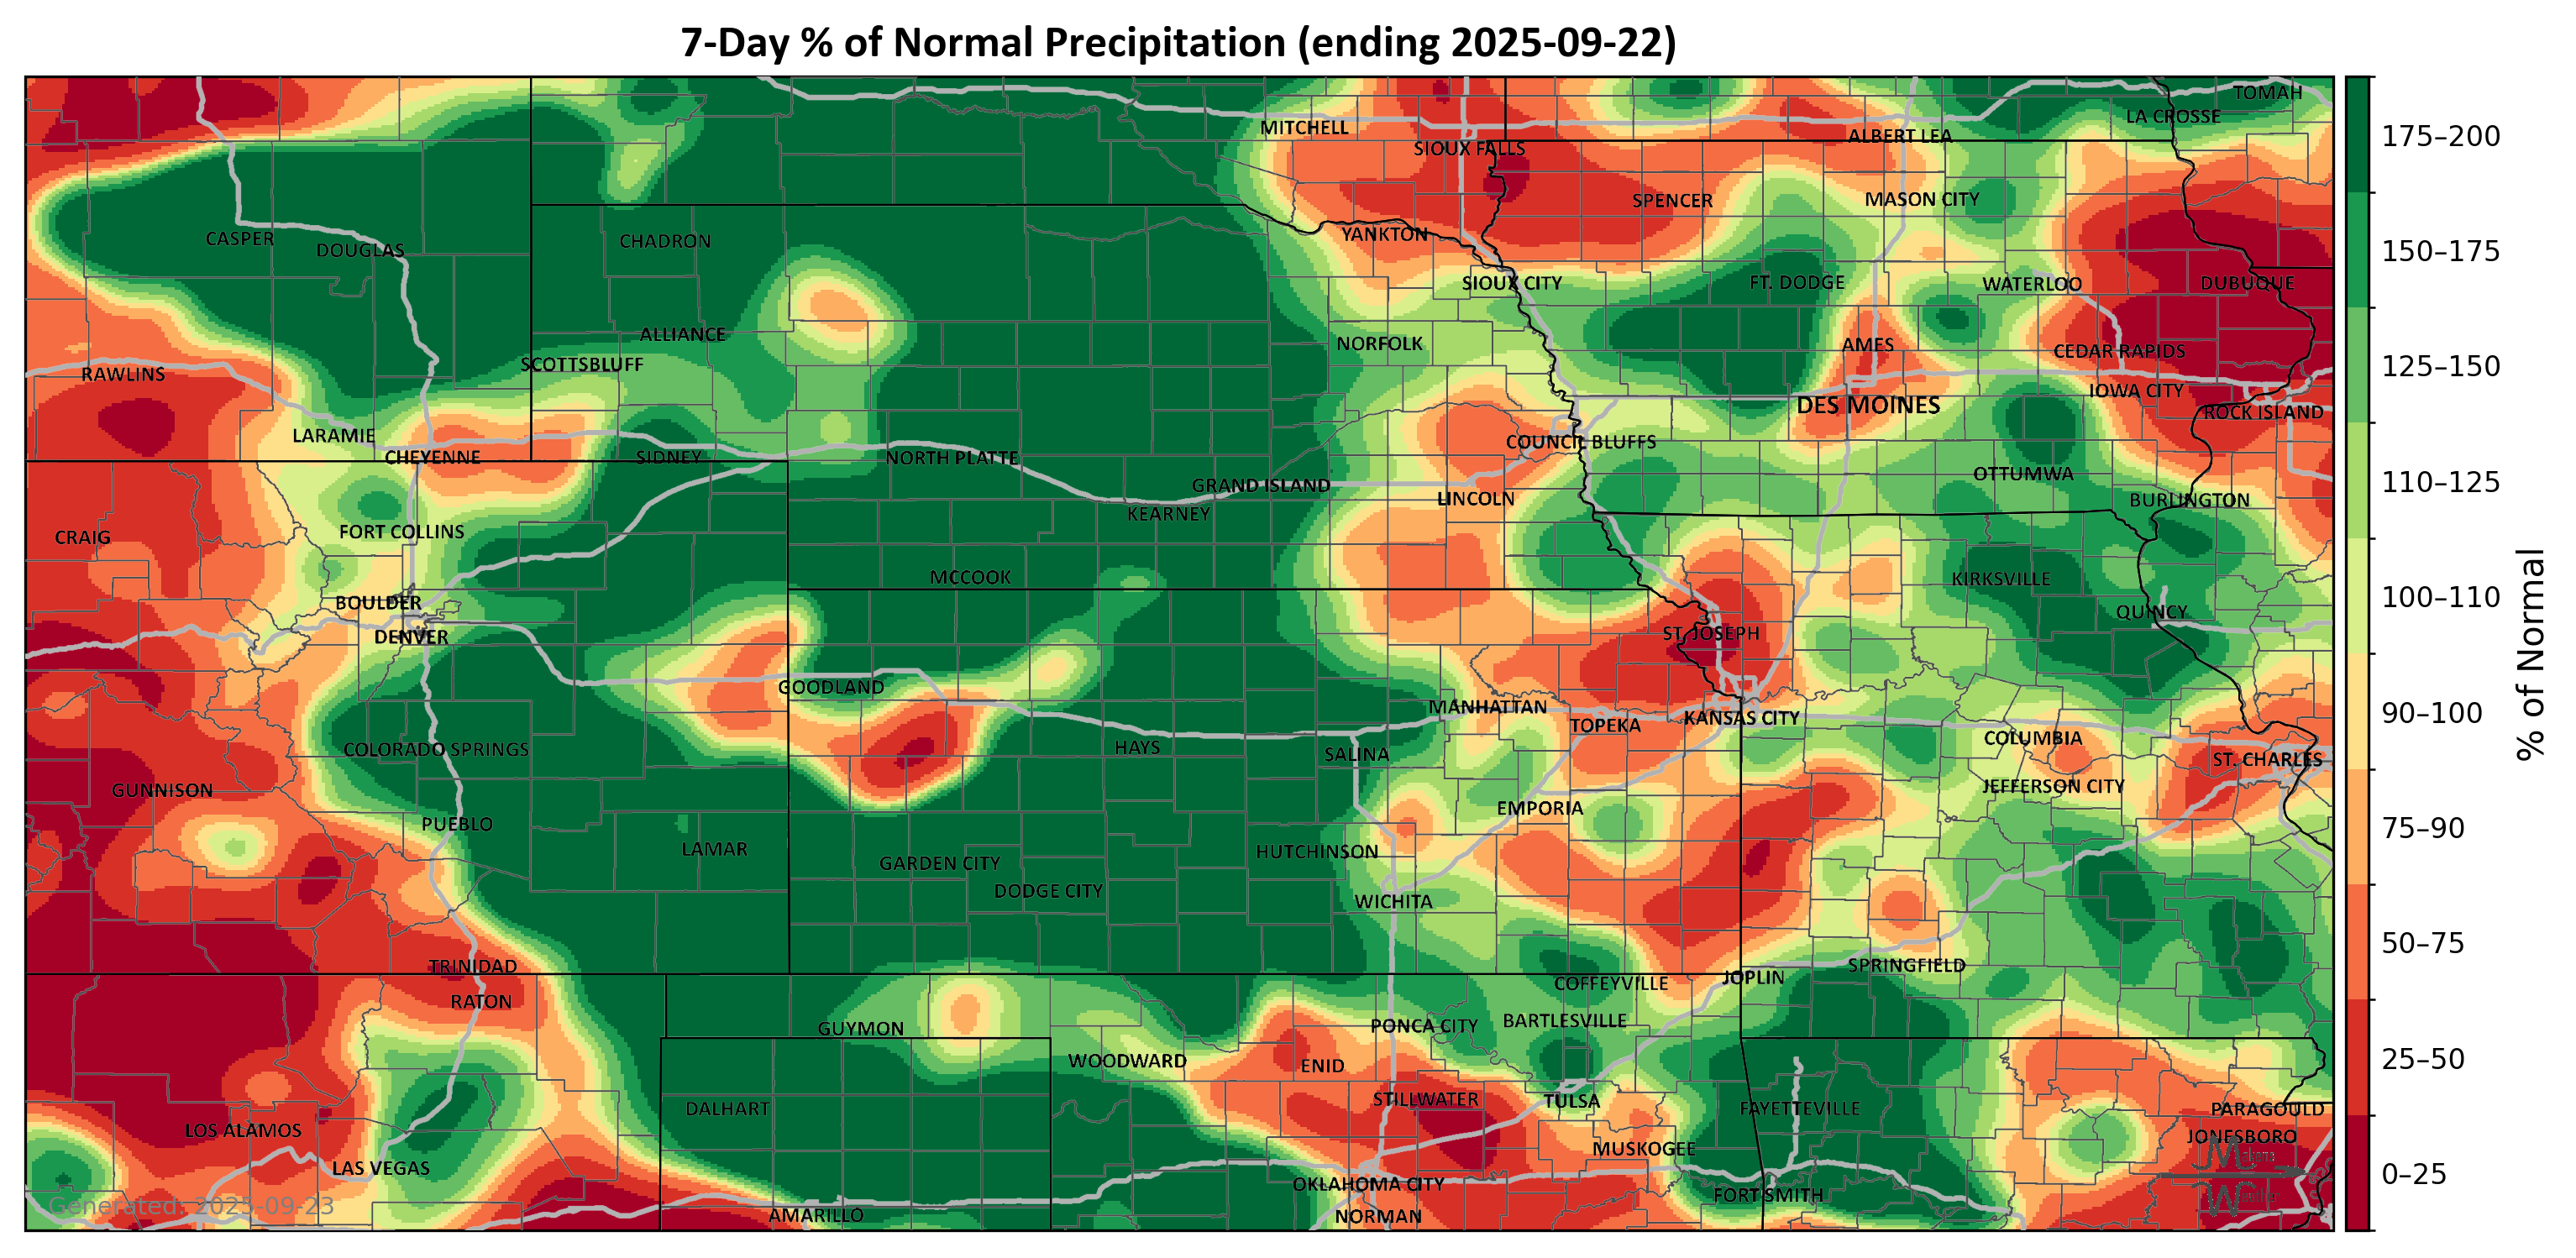 7-Day % of Normal Precipitation (ending 2025-09-22)
TOMAH
LA CROSSE
MITCHELL
ALBERT LEA
SIOUX FALLS
SPENCER
MASON CITY
YANKTON
CASPER
CHADRON
DOUGLAS
SIOUX CITY
FT. DODGE
WATERLOO
DUBUQUE
ALLIANCE
NORFOLK
AMES
CEDAR RAPIDS
SCOTTSBLUFF
RAWLINS
IOWA CITY
DES MOINES
ROCK ISLAND
LARAMIE
COUNCIL BLUFFS
CHEYENNE
SIDNEY
NORTH PLATTE
OTTUMWA
GRAND ISLAND
LINCOLN
BURLINGTON
KEARNEY
FORT COLLINS
CRAIG
MCCOOK
KIRKSVILLE
BOULDER
QUINCY
DENVER
ST. JOSEPH
GOODLAND
MANHATTAN
KANSAS CITY
TOPEKA
COLUMBIA
COLORADO SPRINGS
HAYS
SALINA
ST. CHARLES
GUNNISON
JEFFERSON CITY
EMPORIA
PUEBLO
LAMAR
HUTCHINSON
GARDEN CITY
DODGE CITY
WICHITA
TRINIDAD
SPRINGFIELD
JOPLIN
COFFEYVILLE
RATON
BARTLESVILLE
PONCA CITY
GUYMON
WOODWARD
ENID
STILLWATER
TULSA
DALHART
FAYETTEVILLE
PARAGOULD
LOS ALAMOS
JONESBORO
MUSKOGEE
LAS VEGAS
OKLAHOMA CITY
FORT SMITH
AMARILLO
NORMAN
Generated: 2025-09-23
175–200
150–175
125–150
110–125
100–110
90–100
75–90
50–75
25–50
0–25
% of Normal